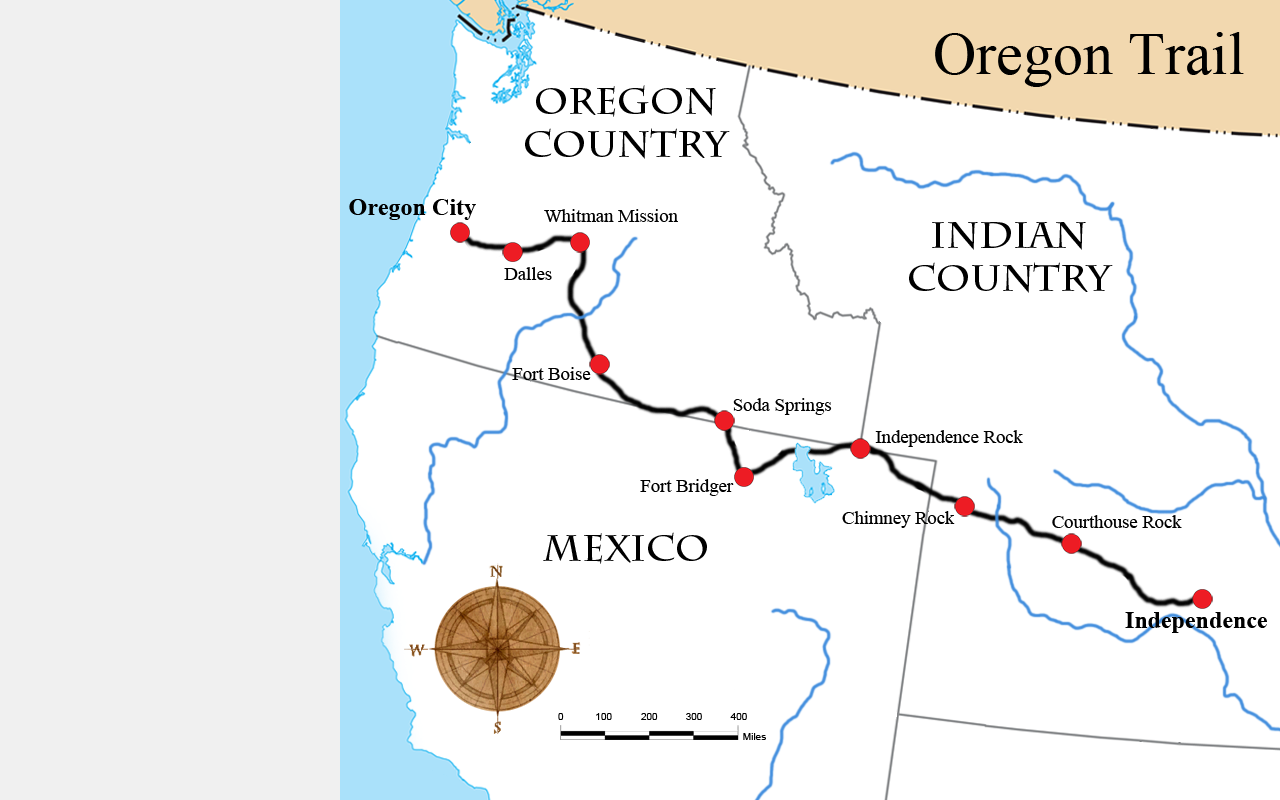 Oregon Trail
OREGON
COUNTRY
Oregon City
Whitman Mission
INDIAN
COUNTRY
Dalles
Fort Boise
Soda Springs
Independence Rock
Fort Bridger
Chimney Rock
Courthouse Rock
MEXICO
N
Independence
W
E
S
0 100 200 300 400
Miles